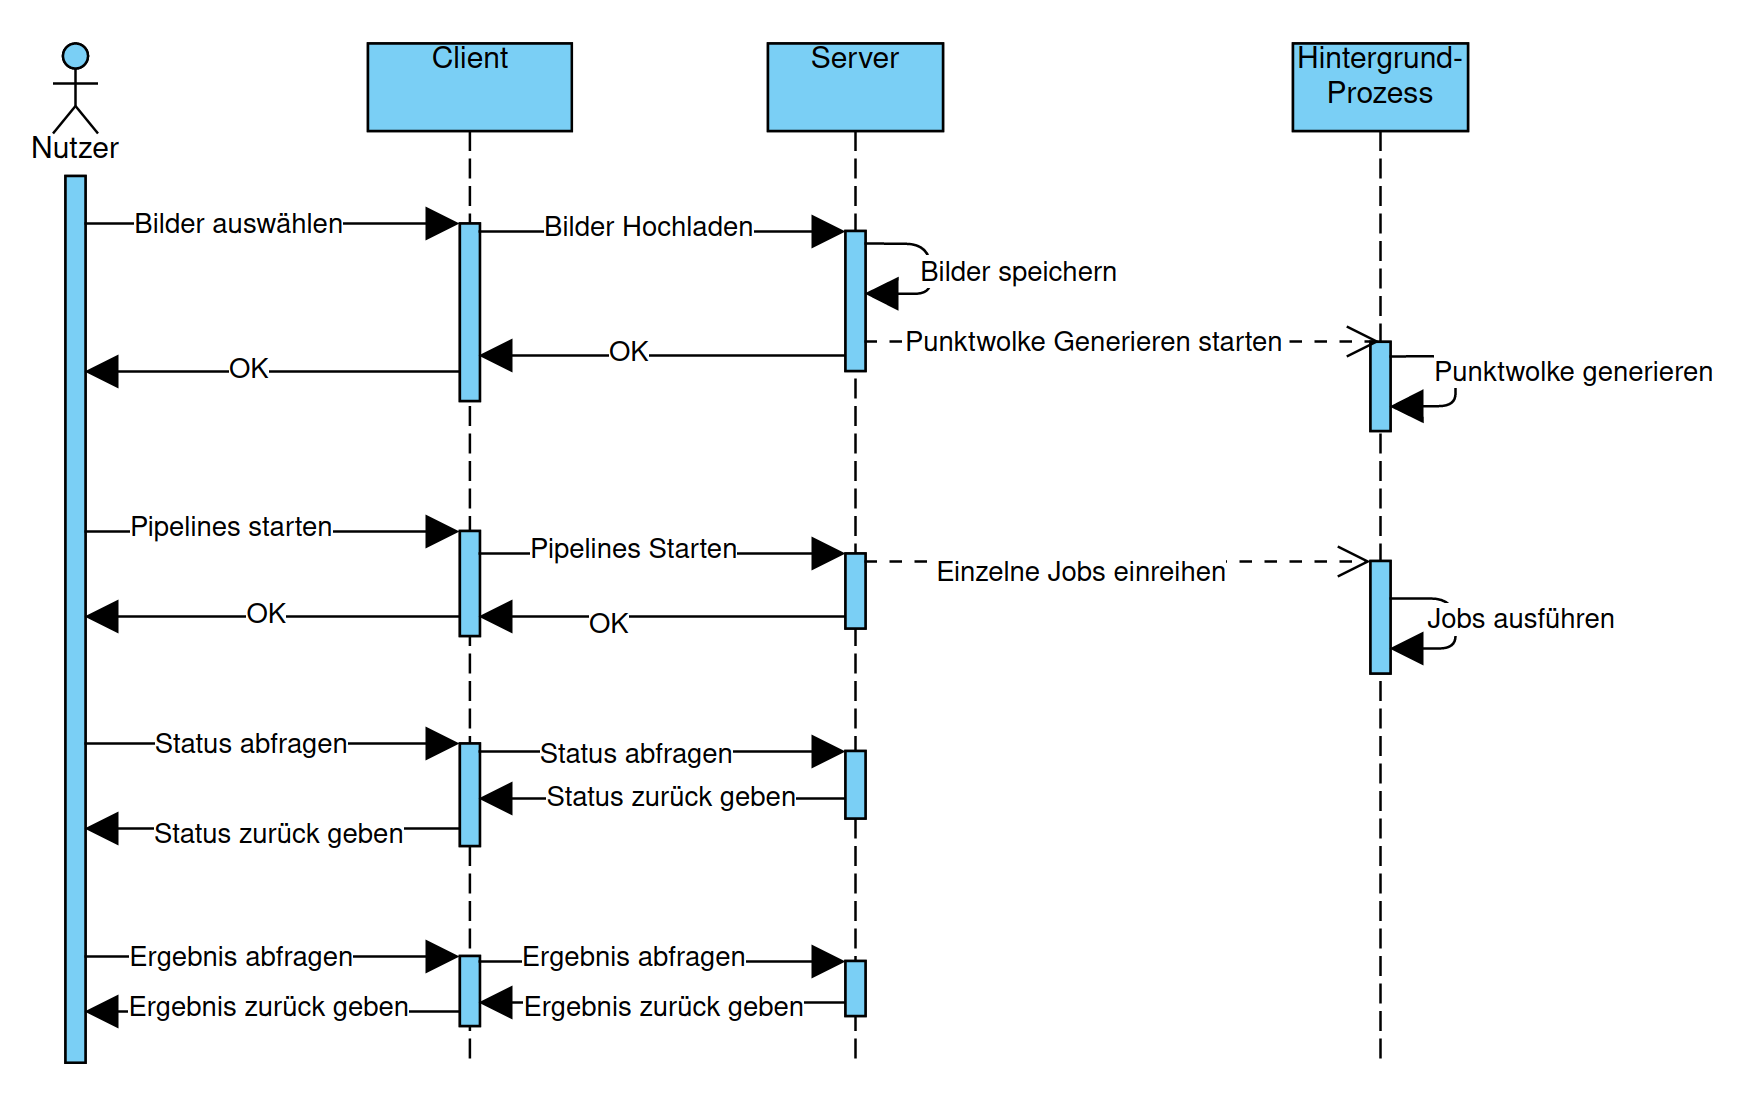 Nutzer
Client
Server
Hintergrund-
Prozess
Bilder auswählen
Bilder Hochladen
Bilder speichern
Punktwolke Generieren starten
OK
OK
Punktwolke generieren
Pipelines starten
Pipelines Starten
Einzelne Jobs einreihen
OK
OK
Jobs ausführen
Status abfragen
Status abfragen
Status zurück geben
Status zurück geben
Ergebnis abfragen
Ergebnis abfragen
Ergebnis zurück geben
Ergebnis zurück geben